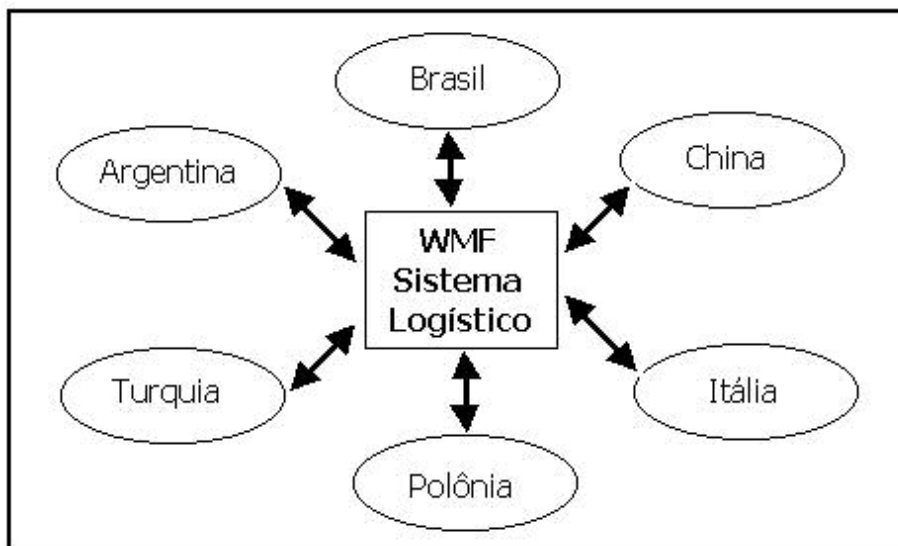 Brasil
Argentina
China
WMF
Sistema
Logístico
Turquia
Itália
Polônia